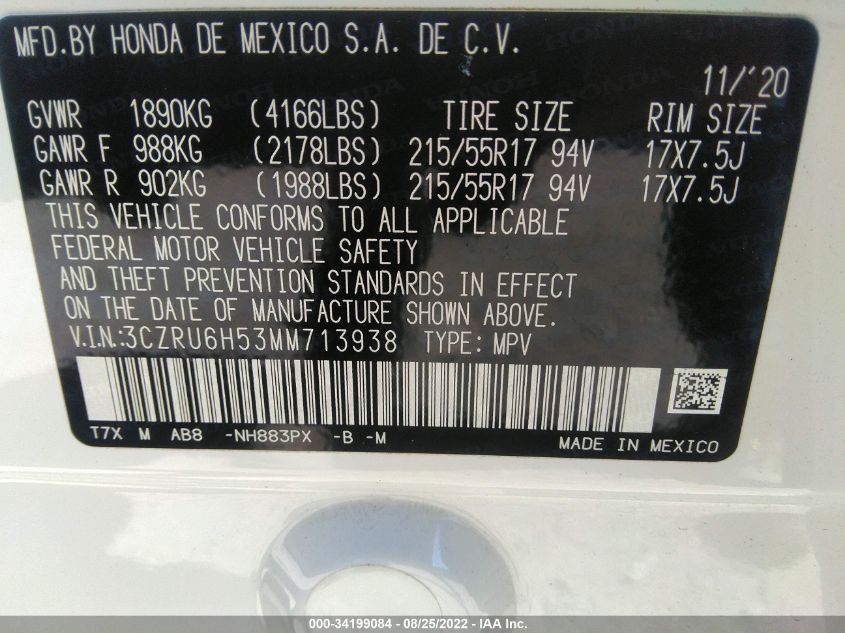 MFD.BY HONDA DE MEXICO S.A. DE C.V.
11/'20
GVWR 1890KG (4166LBS) TIRE SIZE RIM SIZE
GAWR F 988KG (2178LBS) 215/55R17 94V 17X7.5J
GAWR R 902KG (1988LBS) 215/55R17 94V 17X7.5J
THIS VEHICLE CONFORMS TO ALL APPLICABLE
FEDERAL MOTOR VEHICLE SAFETY
AND THEFT PREVENTION STANDARDS IN EFFECT
ON THE DATE OF MANUFACTURE SHOWN ABOVE.
V.I.N.:3CZRU6H53MM713938 TYPE: MPV
T7X M AB8 -NH883PX -B -M
MADE IN MEXICO
000-34199084 - 08/25/2022 - IAA Inc.